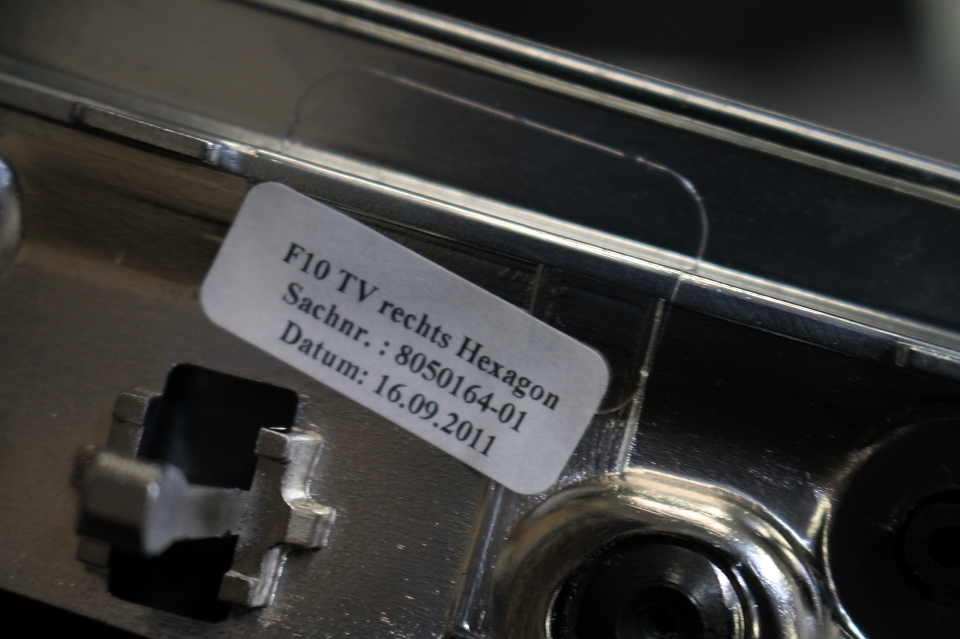 F10 TV rechts Hexagon
Sachnr. : 8050164-01
Datum: 16.09.2011